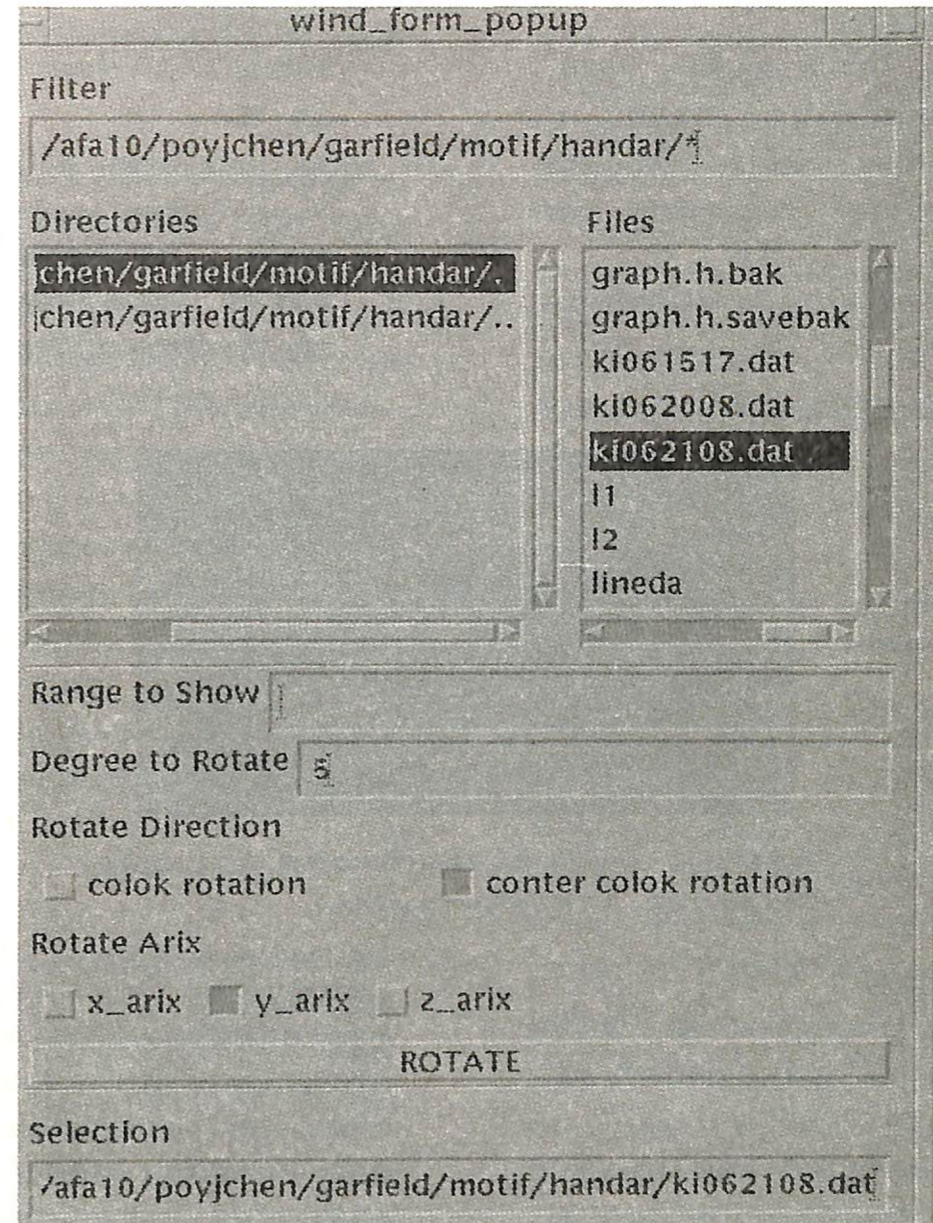 wind_form_popup
Filter
/afa10/poyjchen/garfield/motif/handar/*
Directories
jchen/garfield/motif/handar/.
jchen/garfield/motif/handar/..
Files
graph.h.bak
graph.h.savebak
ki061517.dat
ki062008.dat
ki062108.dat
l1
l2
lineda
Range to Show
Degree to Rotate 5
Rotate Direction
colok rotation conter colok rotation
Rotate Arix
x_arix y_arix z_arix
ROTATE
Selection
/afa10/poyjchen/garfield/motif/handar/ki062108.dat